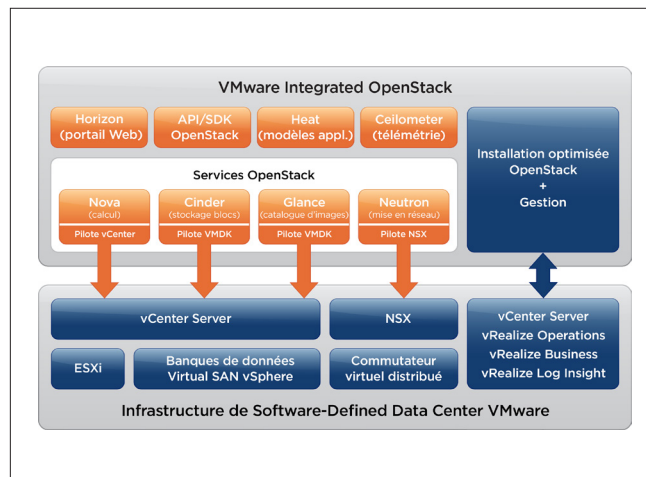 VMware Integrated OpenStack
Horizon
(portail Web)
API/SDK
OpenStack
Heat
(modèles appl.)
Ceilometer
(télémétrie)
Installation optimisée
OpenStack
+
Gestion
Services OpenStack
Nova
(calcul)
Pilote vCenter
Cinder
(stockage blocs)
Pilote VMDK
Glance
(catalogue d'images)
Pilote VMDK
Neutron
(mise en réseau)
Pilote NSX
vCenter Server
NSX
vCenter Server
vRealize Operations
vRealize Business
vRealize Log Insight
ESXi
Banques de données
Virtual SAN vSphere
Commutateur
virtuel distribué
Infrastructure de Software-Defined Data Center VMware